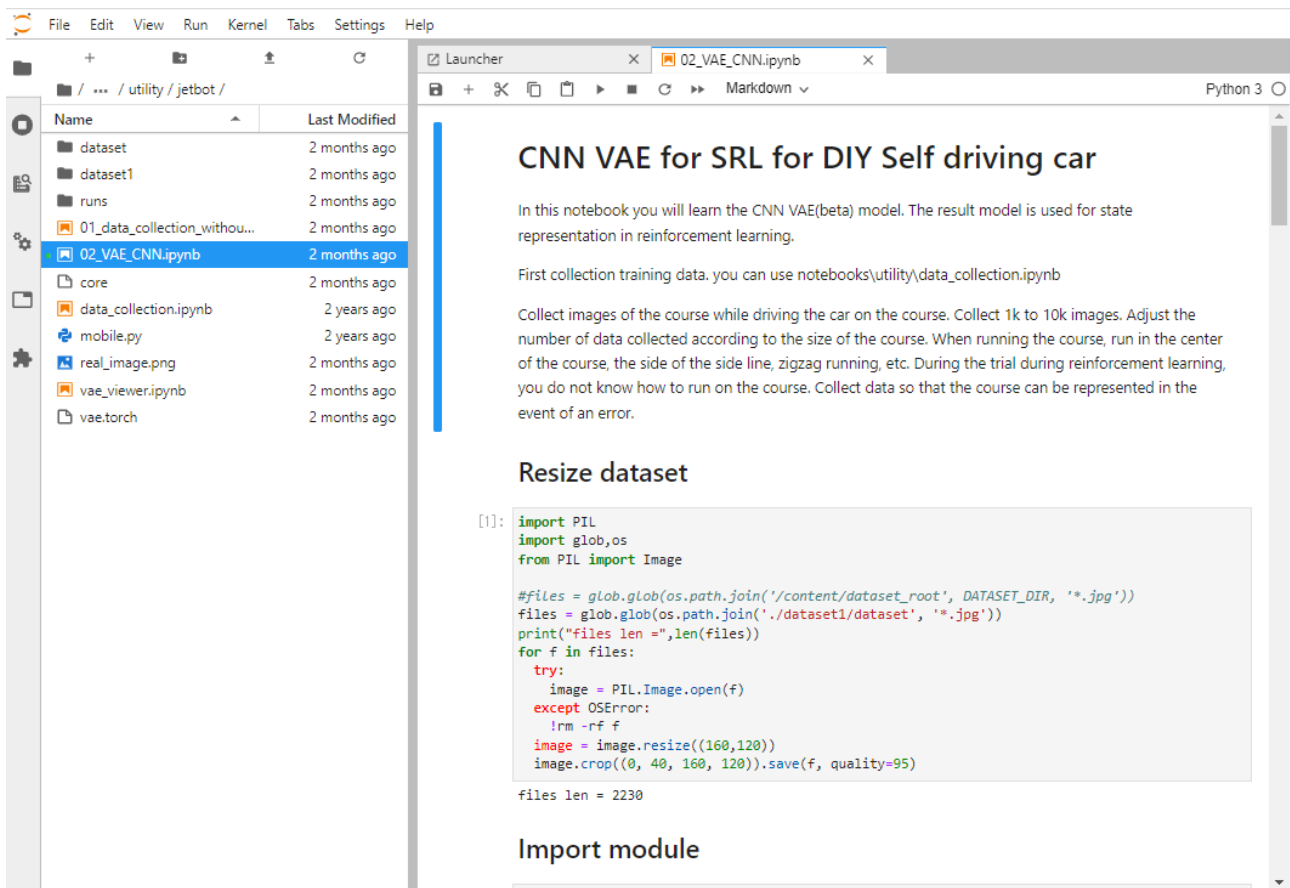 File Edit View Run Kernel Tabs Settings Help
/ ... / utility / jetbot /
Name Last Modified
dataset 2 months ago
dataset1 2 months ago
runs 2 months ago
01_data_collection_withou... 2 months ago
02_VAE_CNN.ipynb 2 months ago
core 2 months ago
data_collection.ipynb 2 years ago
mobile.py 2 years ago
real_image.png 2 months ago
vae_viewer.ipynb 2 months ago
vae.torch 2 months ago
Launcher
02_VAE_CNN.ipynb
Markdown
Python 3
CNN VAE for SRL for DIY Self driving car
In this notebook you will learn the CNN VAE(beta) model. The result model is used for state
representation in reinforcement learning.
First collection training data. you can use notebooks\utility\data_collection.ipynb
Collect images of the course while driving the car on the course. Collect 1k to 10k images. Adjust the
number of data collected according to the size of the course. When running the course, run in the center
of the course, the side of the side line, zigzag running, etc. During the trial during reinforcement learning,
you do not know how to run on the course. Collect data so that the course can be represented in the
event of an error.
Resize dataset
[1]:
import PIL
import glob,os
from PIL import Image
#files = glob.glob(os.path.join('/content/dataset_root', DATASET_DIR, '*.jpg'))
files = glob.glob(os.path.join('./dataset1/dataset', '*.jpg'))
print("files len =",len(files))
for f in files:
  try:
    image = PIL.Image.open(f)
  except OSError:
    !rm -rf f
  image = image.resize((160,120))
  image.crop((0, 40, 160, 120)).save(f, quality=95)
files len = 2230
Import module